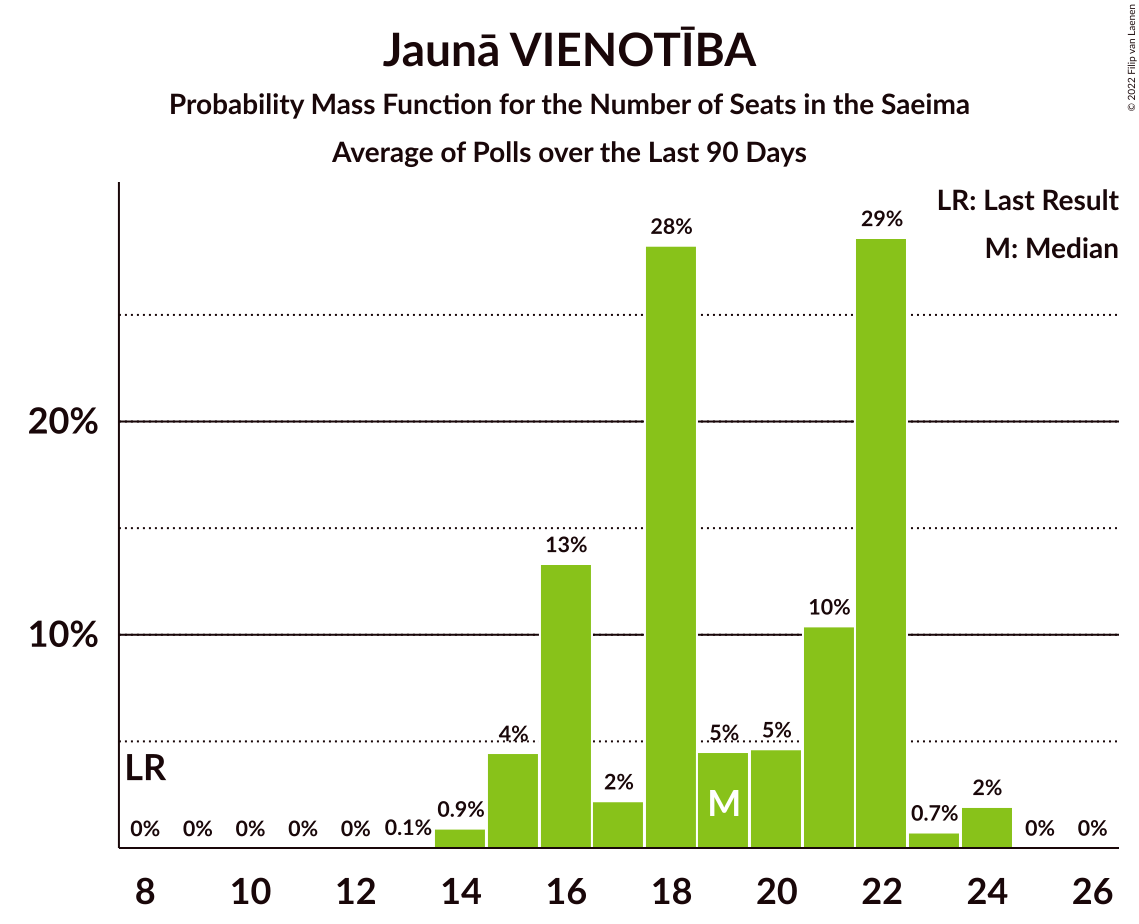 Jaunā VIENOTĪBA
Probability Mass Function for the Number of Seats in the Saeima
Average of Polls over the Last 90 Days
© 2022 Filip van Laenen
LR: Last Result
M: Median
20%
10%
LR
0%
0%
0%
0%
0%
0.1%
0.9%
4%
13%
2%
28%
5%
5%
10%
29%
0.7%
2%
0%
0%
M
8 10 12 14 16 18 20 22 24 26